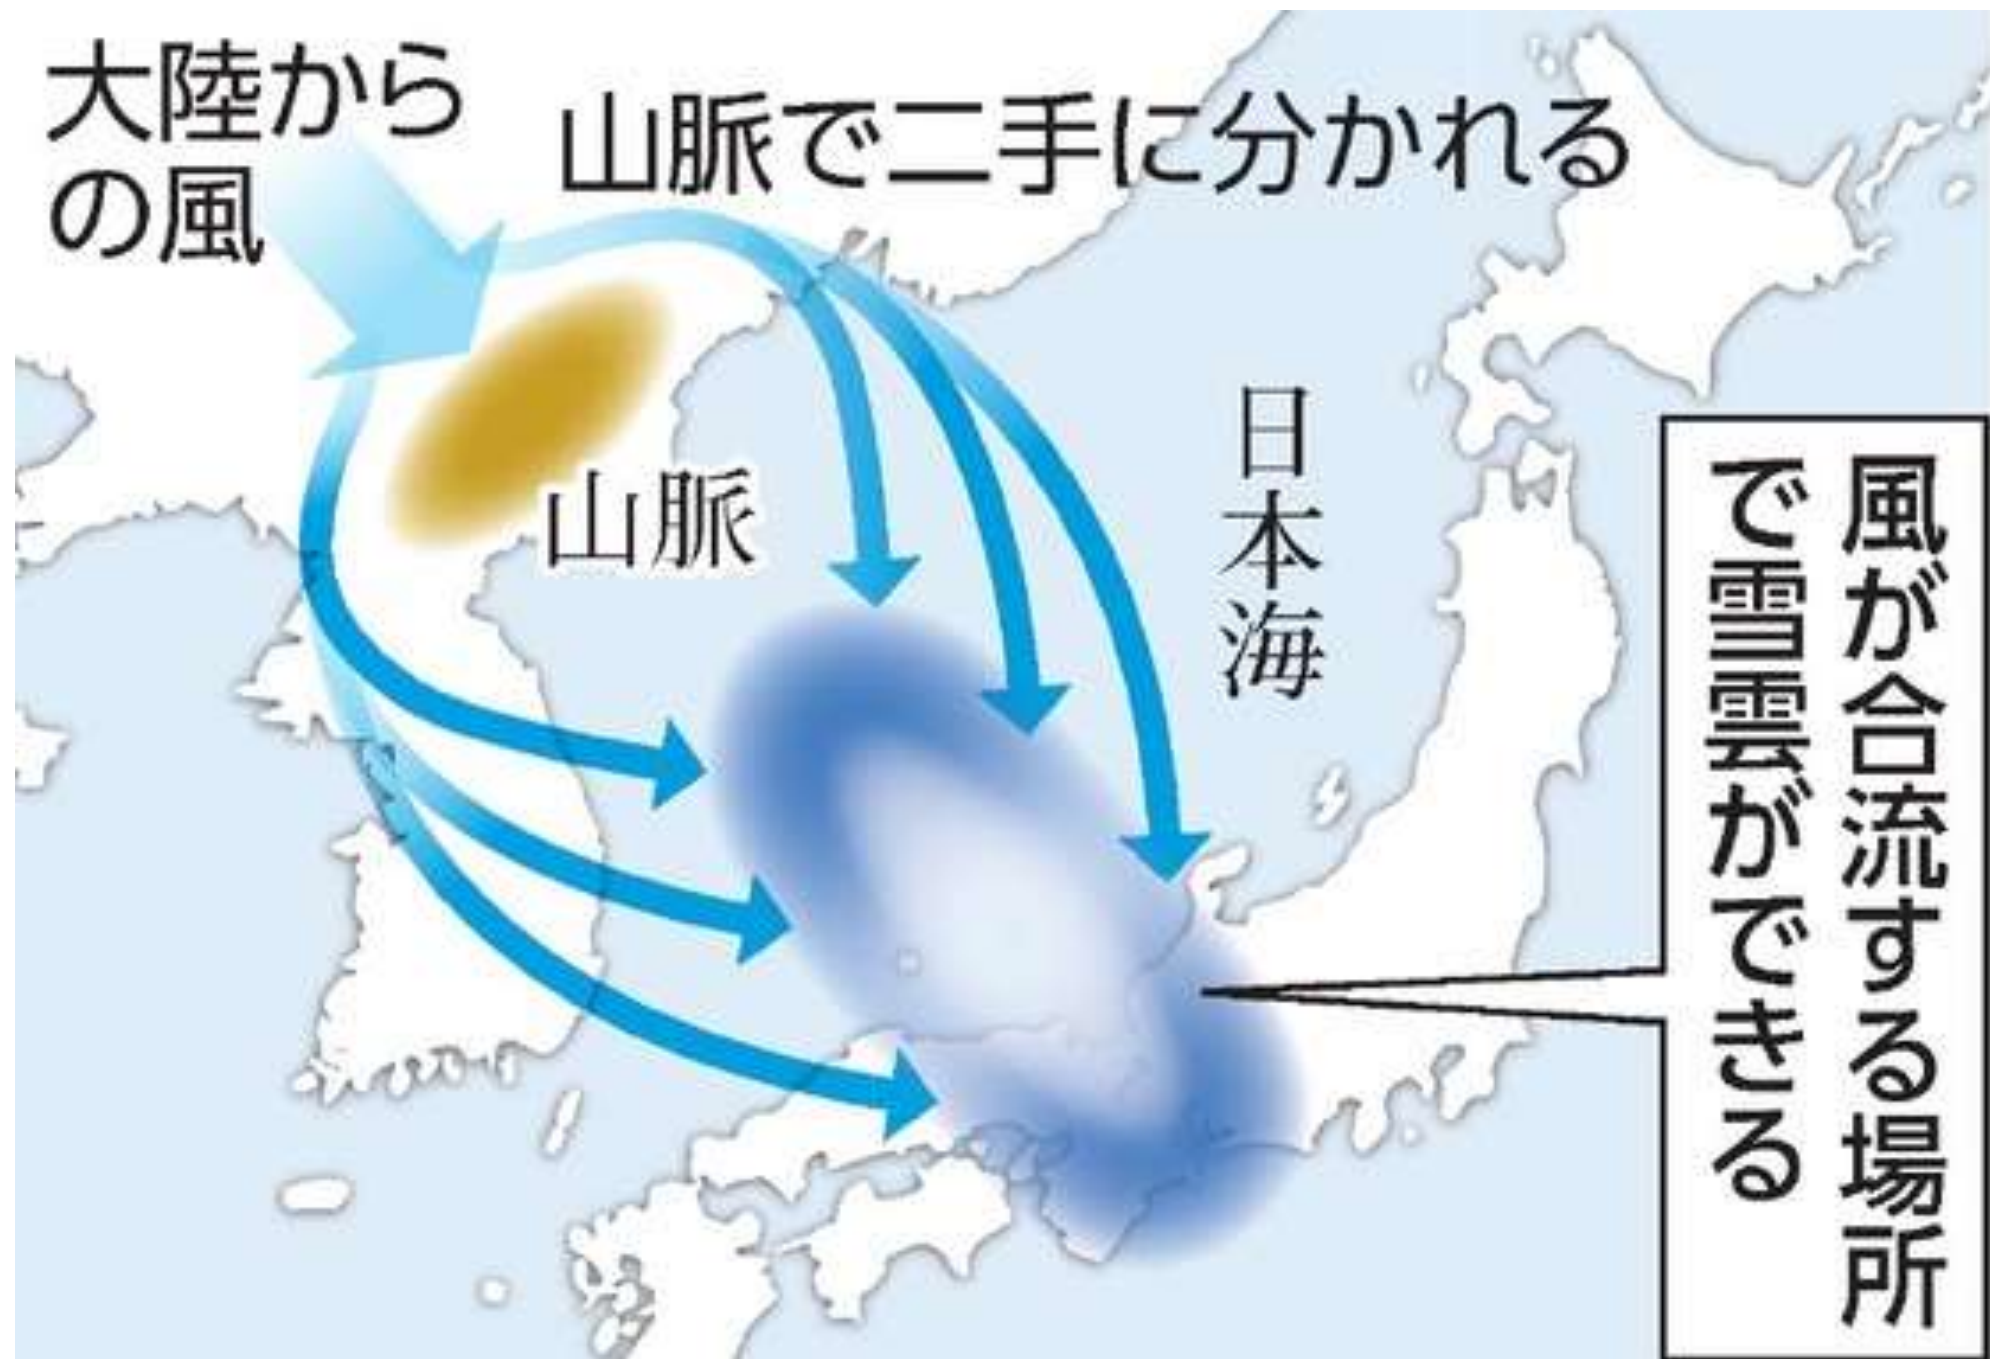 大陸から
の風
山脈で二手に分かれる
山脈
日本海
風が合流する場所
で雪雲ができる